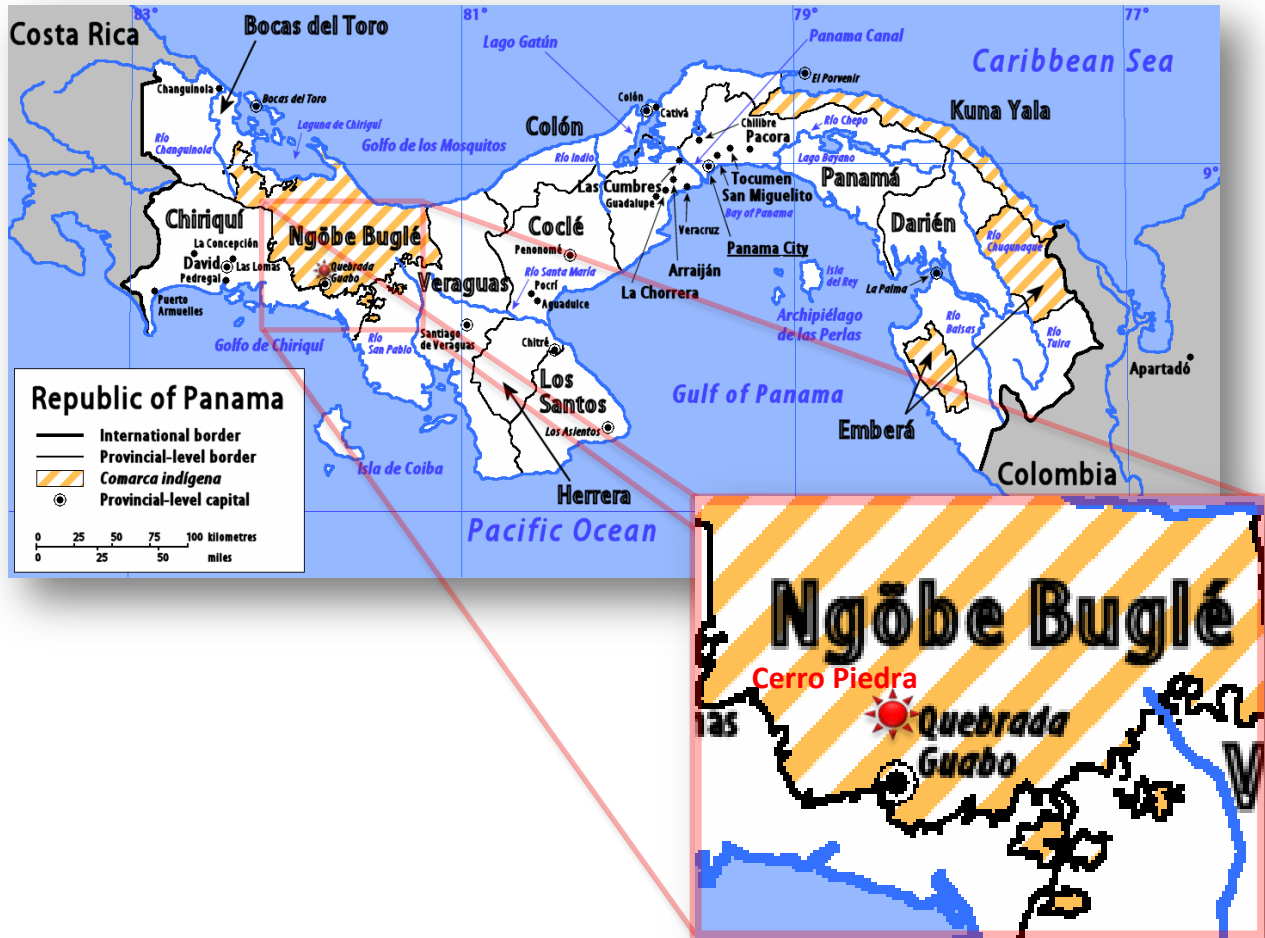 83°
81°
79°
77°
Costa Rica
Bocas del Toro
Lago Gatún
Panama Canal
Caribbean Sea
Changuinola
Bocas del Toro
Colón
Cativá
El Porvenir
Kuna Yala
Laguna de Chiriguí
Río
Changuinola
Golfo de los Mosquitos
Colón
Río Indio
Chilibre
Pacora
Río Chepo
Lago Bayano
9°
Las Cumbres
Guadalupe
Tocumen
San Miguelito
Bay of Panama
Panamá
Chiriquí
La Concepción
David
Las Lomas
Pedregal
Puerto
Armuelles
Ngöbe Buglé
Quebrada
Guabo
Veraguas
Coclé
Penonomé
Río Santa María
Pocrí
Aguadulce
Veracruz
Panama City
Arraiján
La Chorrera
Isla
del Rey
Archipiélago
de las Perlas
Darién
La Palma
Río
Chuqunaque
Río
Balsas
Río
Tuira
Apartadó
Golfo de Chiriquí
Río
San Pablo
Santiago
de Veraguas
Chitré
Los
Santos
Los Asientos
Gulf of Panama
Emberá
Colombia
Isla de Coiba
Herrera
Pacific Ocean
Republic of Panama
International border
Provincial-level border
Comarca indígena
Provincial-level capital
0 25 50 75 100 kilometres
0 25 50 miles
Ngöbe Buglé
Cerro Piedra
Quebrada
Guabo
nas
V